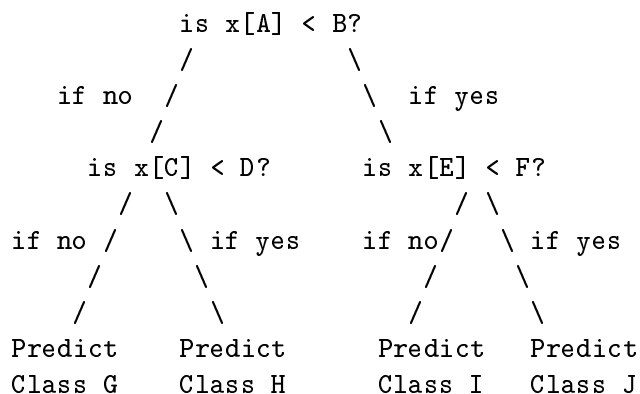 is x[A] < B?
if no if yes
is x[C] < D? is x[E] < F?
if no if yes if no if yes
Predict Predict Predict Predict
Class G Class H Class I Class J